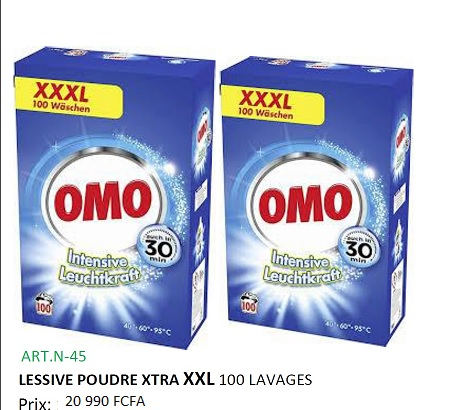 XXXL
100 Wäschen
OMO
auch in
30
min
Intensive
Leuchtkraft
100
40°-60°-95°C
XXXL
100 Wäschen
OMO
auch in
30
min
Intensive
Leuchtkraft
100
40°-60°-95°C
ART.N-45
LESSIVE POUDRE XTRA XXL 100 LAVAGES
Prix: 20 990 FCFA